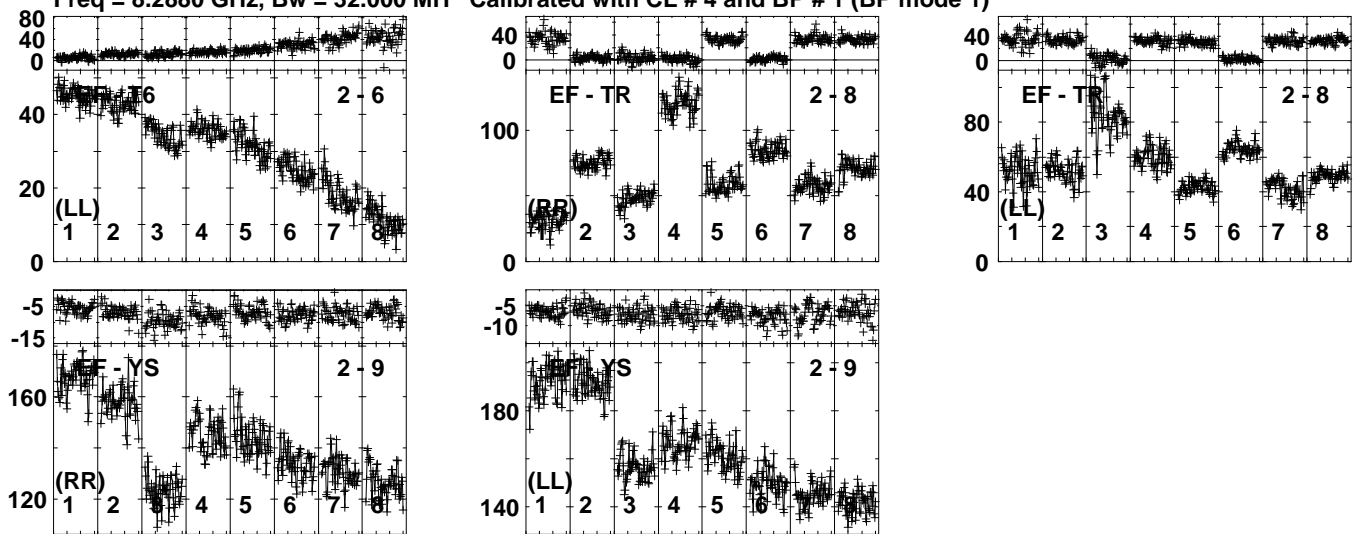 Freq = 8.2880 GHz, Bw = 32.000 MH Calibrated with CL # 4 and BP # 1 (BP mode 1)
80
40
0
40
20
0
EF - T6 2 - 6
(LL)
1 2 3 4 5 6 7 8
40
0
100
0
EF - TR 2 - 8
(RR)
1 2 3 4 5 6 7 8
40
0
80
40
0
EF - TR 2 - 8
(LL)
1 2 3 4 5 6 7 8
-5
-15
160
120
EF - YS 2 - 9
(RR)
1 2 3 4 5 6 7 8
-5
-10
180
140
EF - YS 2 - 9
(LL)
1 2 3 4 5 6 7 8